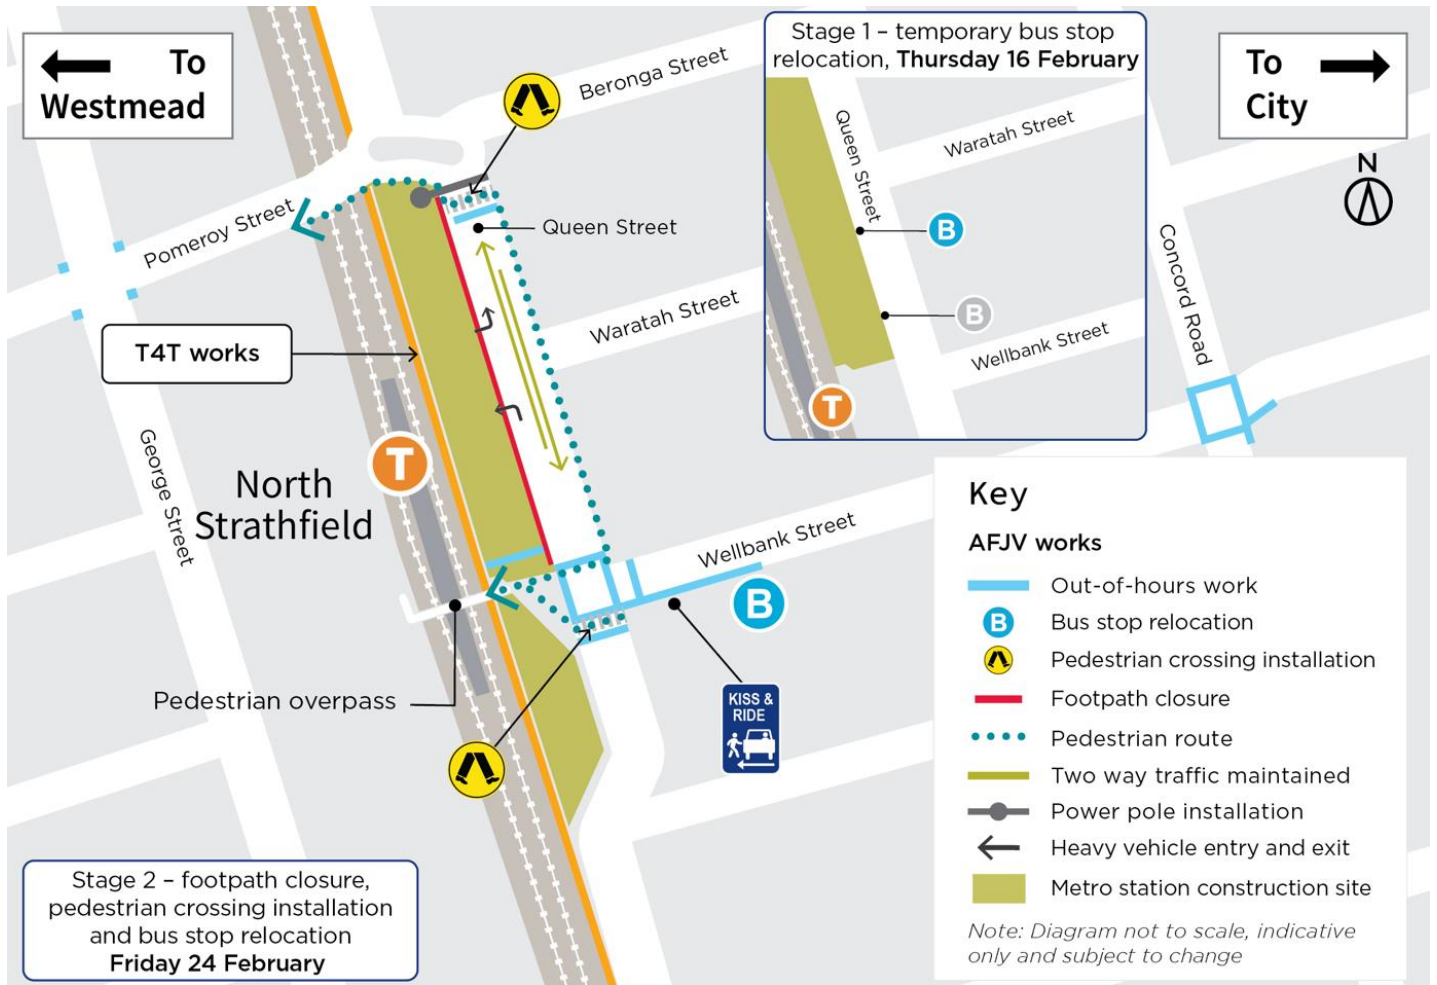 To
Westmead
Stage 1 – temporary bus stop
relocation, Thursday 16 February
Queen Street
Waratah Street
B
B
Wellbank Street
T
To
City
N
Beronga Street
Pomeroy Street
Queen Street
Waratah Street
Concord Road
T4T works
George Street
North
Strathfield
T
Wellbank Street
B
Pedestrian overpass
KISS &
RIDE
Key
AFJV works
Out-of-hours work
B
Bus stop relocation
Pedestrian crossing installation
Footpath closure
Pedestrian route
Two way traffic maintained
Power pole installation
Heavy vehicle entry and exit
Metro station construction site
Note: Diagram not to scale, indicative
only and subject to change
Stage 2 – footpath closure,
pedestrian crossing installation
and bus stop relocation
Friday 24 February